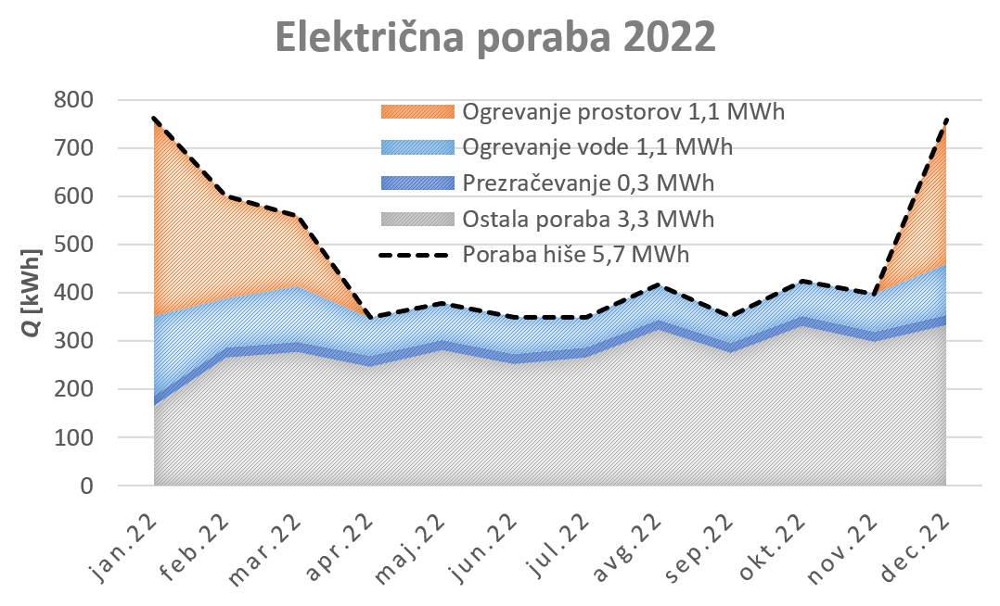 Električna poraba 2022
800
700
600
500
400
300
200
100
0
Q [kWh]
Ogrevanje prostorov 1,1 MWh
Ogrevanje vode 1,1 MWh
Prezračevanje 0,3 MWh
Ostala poraba 3,3 MWh
Poraba hiše 5,7 MWh
jan.22
feb.22
mar.22
apr.22
maj.22
jun.22
jul.22
avg.22
sep.22
okt.22
nov.22
dec.22